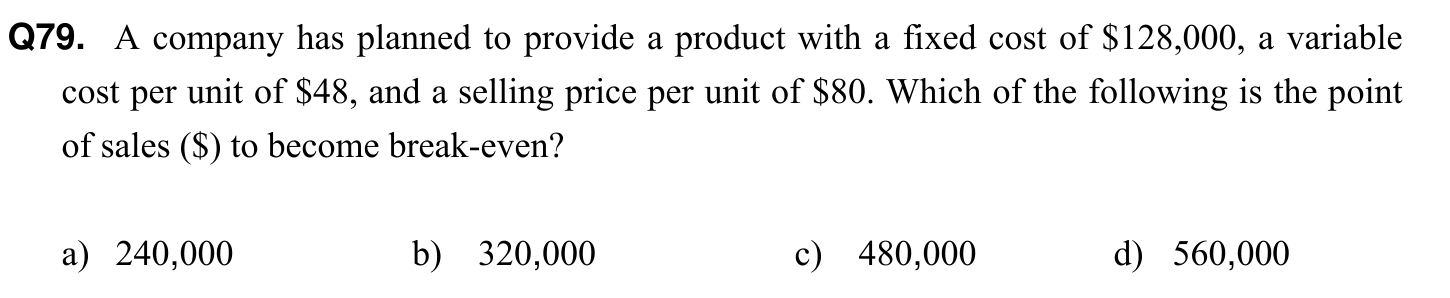 Q79. A company has planned to provide a product with a fixed cost of $128,000, a variable
cost per unit of $48, and a selling price per unit of $80. Which of the following is the point
of sales ($) to become break-even?
a) 240,000 b) 320,000 c) 480,000 d) 560,000